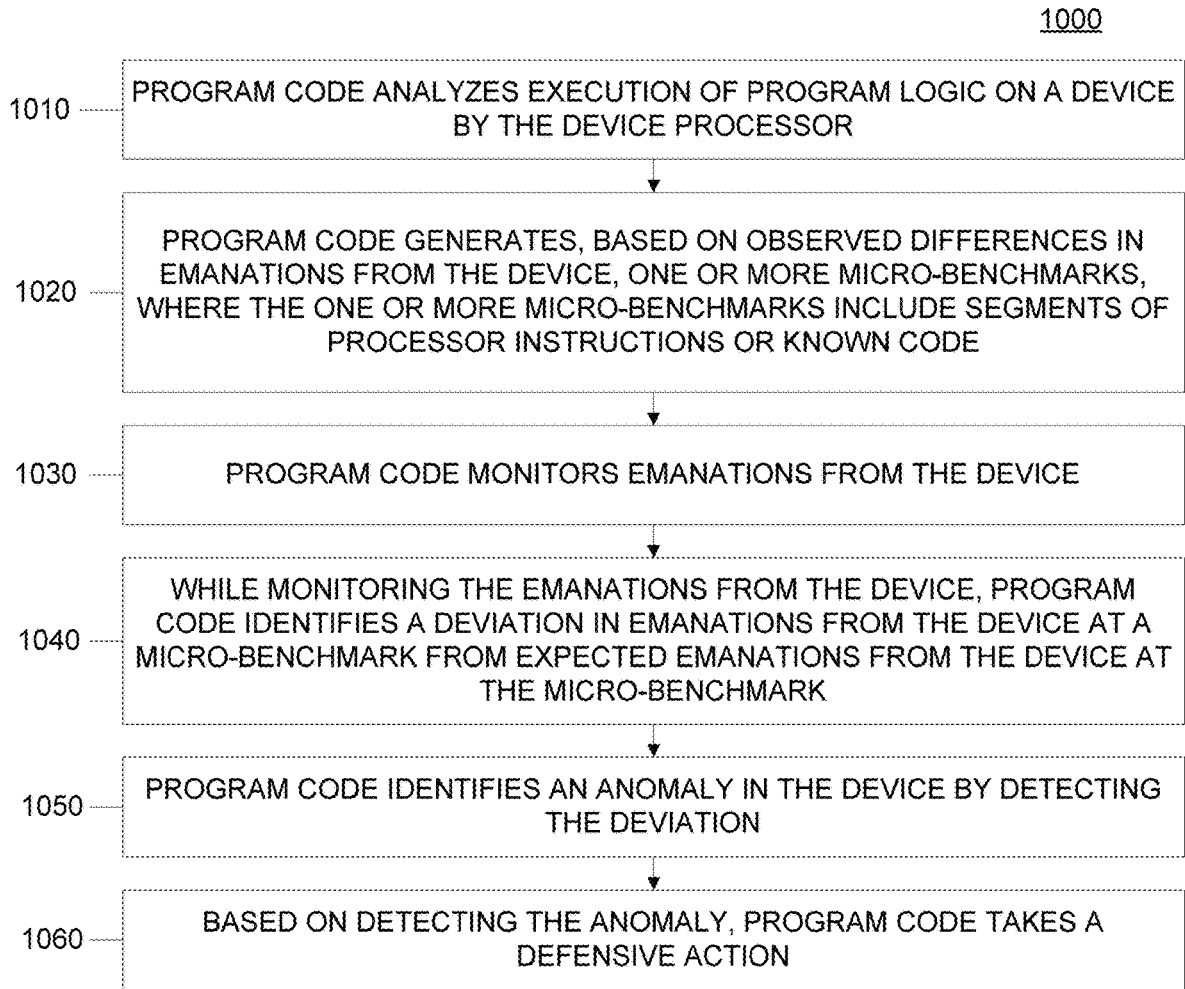 1000
1010
PROGRAM CODE ANALYZES EXECUTION OF PROGRAM LOGIC ON A DEVICE
BY THE DEVICE PROCESSOR
1020
PROGRAM CODE GENERATES, BASED ON OBSERVED DIFFERENCES IN
EMANATIONS FROM THE DEVICE, ONE OR MORE MICRO-BENCHMARKS,
WHERE THE ONE OR MORE MICRO-BENCHMARKS INCLUDE SEGMENTS OF
PROCESSOR INSTRUCTIONS OR KNOWN CODE
1030
PROGRAM CODE MONITORS EMANATIONS FROM THE DEVICE
1040
WHILE MONITORING THE EMANATIONS FROM THE DEVICE, PROGRAM
CODE IDENTIFIES A DEVIATION IN EMANATIONS FROM THE DEVICE AT A
MICRO-BENCHMARK FROM EXPECTED EMANATIONS FROM THE DEVICE AT
THE MICRO-BENCHMARK
1050
PROGRAM CODE IDENTIFIES AN ANOMALY IN THE DEVICE BY DETECTING
THE DEVIATION
1060
BASED ON DETECTING THE ANOMALY, PROGRAM CODE TAKES A
DEFENSIVE ACTION